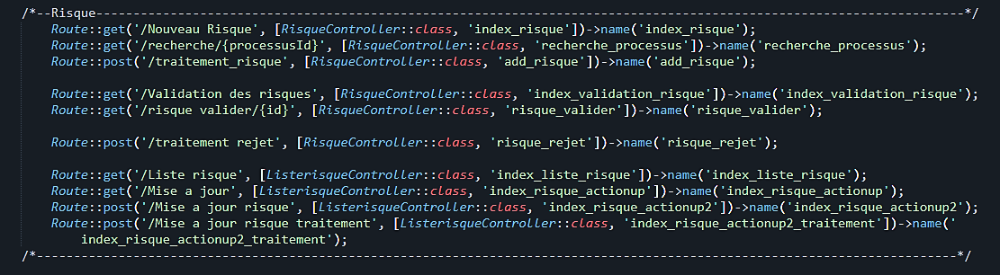 /*--Risque-----------------------------------------------------------------------------------------------------------------------*/
Route::get('/Nouveau Risque', [RisqueController::class, 'index_risque'])->name('index_risque');
Route::get('/recherche/{processusId}', [RisqueController::class, 'recherche_processus'])->name('recherche_processus');
Route::post('/traitement_risque', [RisqueController::class, 'add_risque'])->name('add_risque');
Route::get('/Validation des risques', [RisqueController::class, 'index_validation_risque'])->name('index_validation_risque');
Route::get('/risque valider/{id}', [RisqueController::class, 'risque_valider'])->name('risque_valider');
Route::post('/traitement rejet', [RisqueController::class, 'risque_rejet'])->name('risque_rejet');
Route::get('/Liste risque', [ListerisqueController::class, 'index_liste_risque'])->name('index_liste_risque');
Route::get('/Mise a jour', [ListerisqueController::class, 'index_risque_actionup'])->name('index_risque_actionup');
Route::post('/Mise a jour risque', [ListerisqueController::class, 'index_risque_actionup2'])->name('index_risque_actionup2');
Route::post('/Mise a jour risque traitement', [ListerisqueController::class, 'index_risque_actionup2_traitement'])->name('
index_risque_actionup2_traitement');
/*------------------------------------------------------------------------------------------------------------------------------*/